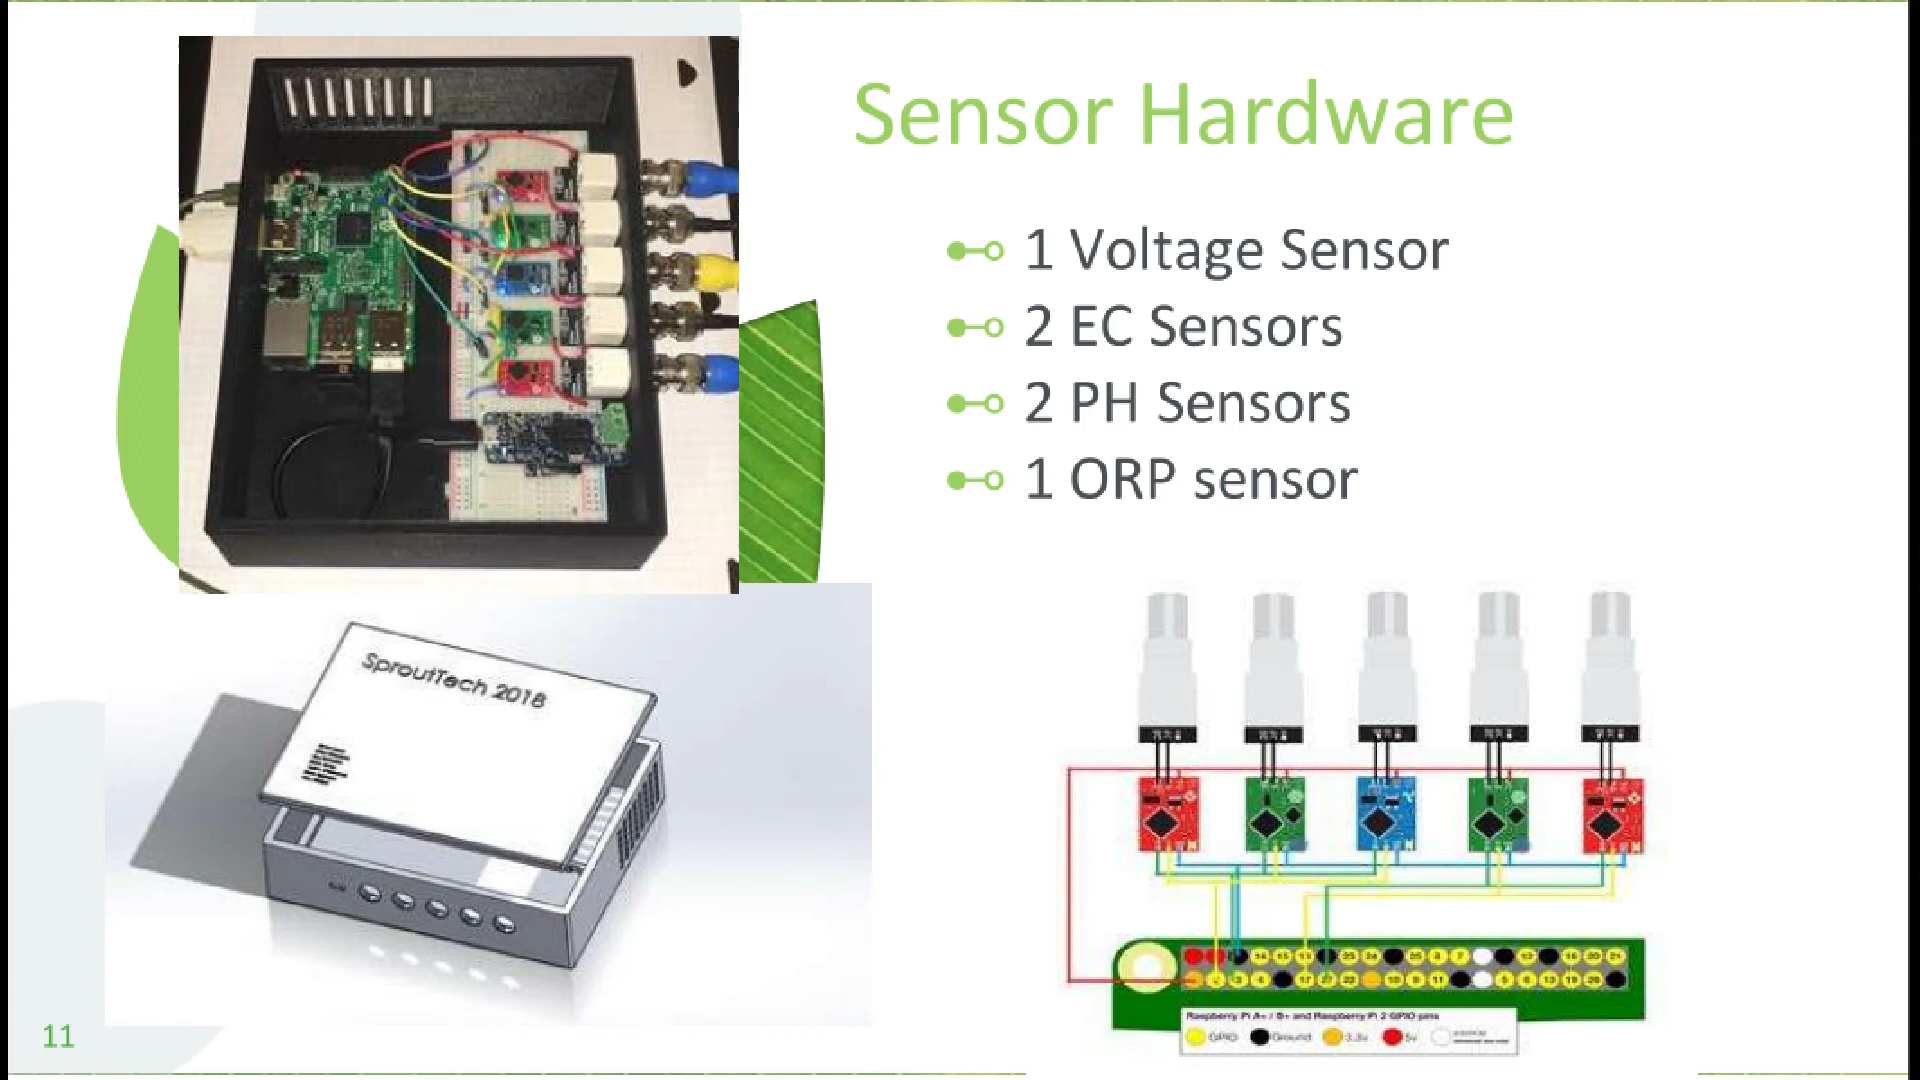 Sensor Hardware
1 Voltage Sensor
2 EC Sensors
2 PH Sensors
1 ORP sensor
SproutTech 2018
Raspberry Pi A+ / B+ and Raspberry Pi 2 GPIO pins
GPIO Ground 3.3v 5v
11